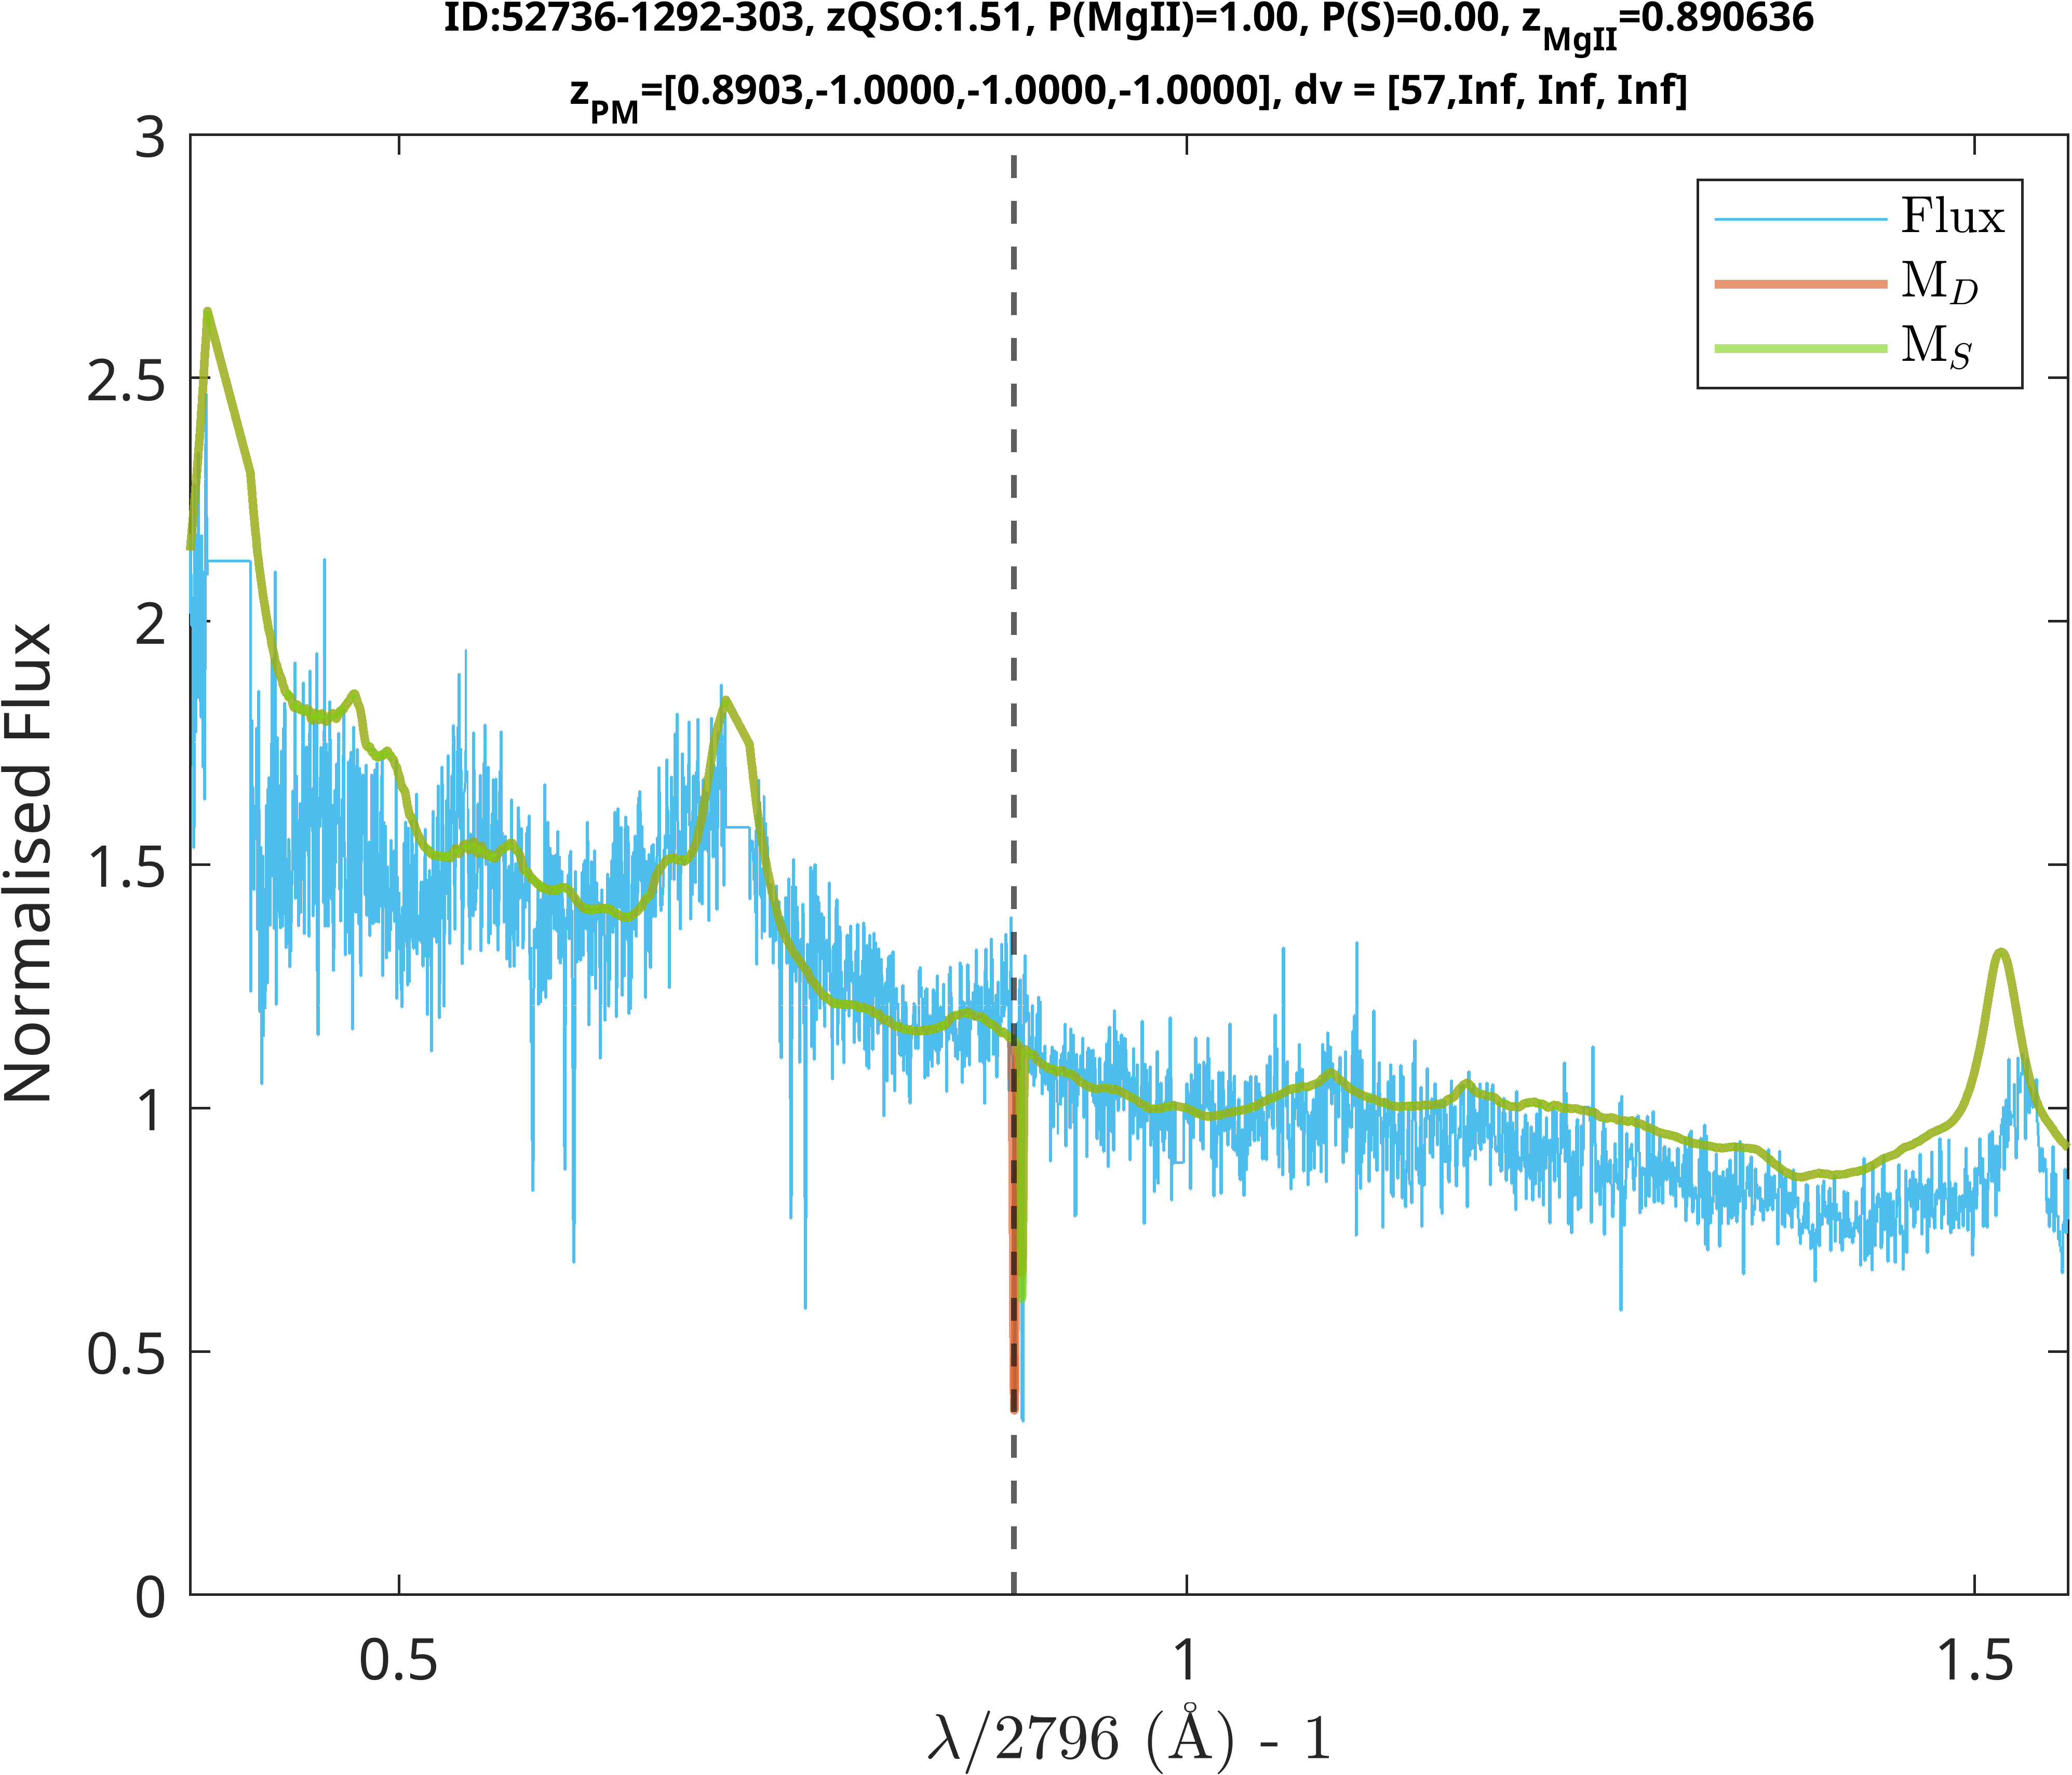 ID:52736-1292-303, zQSO:1.51, P(MgII)=1.00, P(S)=0.00, zMgII=0.890636
zPM=[0.8903,-1.0000,-1.0000,-1.0000], dv = [57,Inf, Inf, Inf]
3
2.5
2
1.5
1
0.5
0
Normalised Flux
Flux
MD
MS
0.5
1
1.5
λ/2796 (Å) - 1